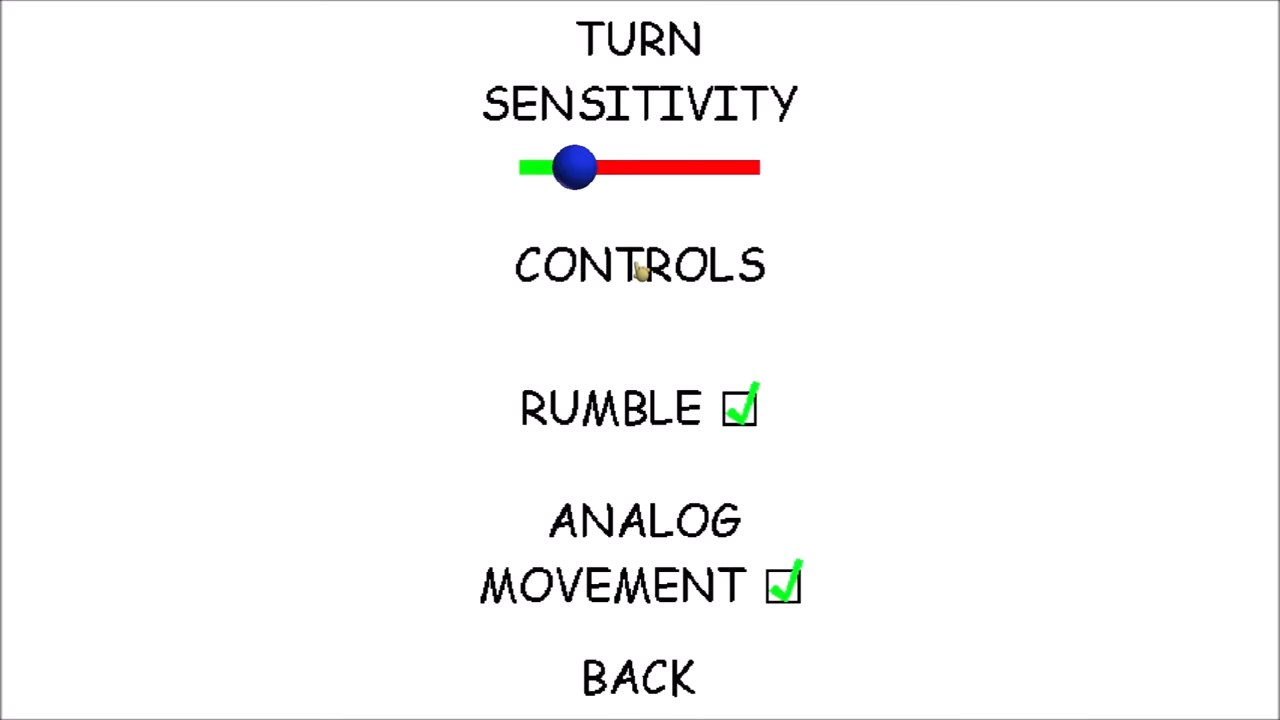 TURN
SENSITIVITY
CONTROLS
RUMBLE
ANALOG
MOVEMENT
BACK